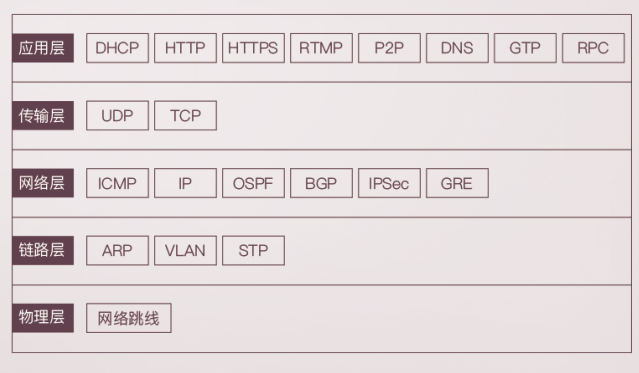 应用层 DHCP HTTP HTTPS RTMP P2P DNS GTP RPC
传输层 UDP TCP
网络层 ICMP IP OSPF BGP IPSec GRE
链路层 ARP VLAN STP
物理层 网络跳线